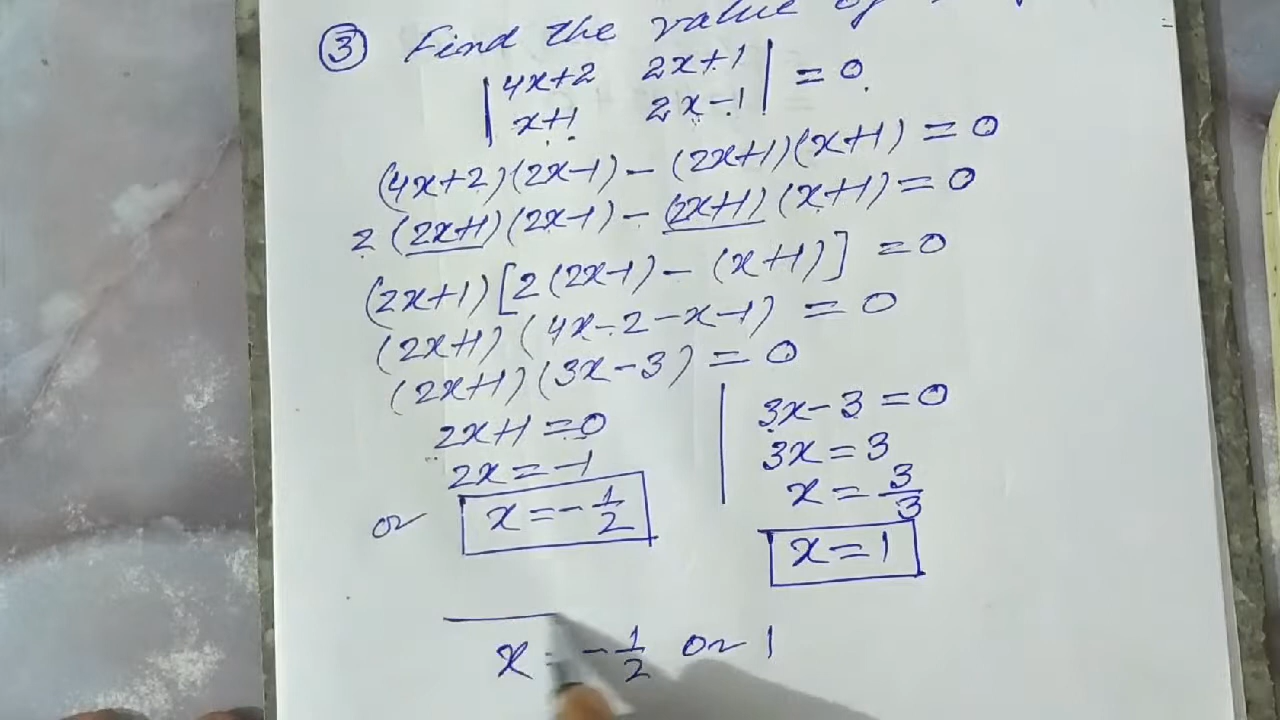 ③ Find the value of
|4x+2 2x+1| = 0
|x+1 2x-1|
(4x+2)(2x-1) - (2x+1)(x+1) = 0
2(2x+1)(2x-1) - (2x+1)(x+1) = 0
(2x+1)[2(2x-1) - (x+1)] = 0
(2x+1)(4x-2-x-1) = 0
(2x+1)(3x-3) = 0
2x+1 = 0
2x = -1
or x = -1/2
3x-3 = 0
3x = 3
x = 3/3
x = 1
x = -1/2 or 1